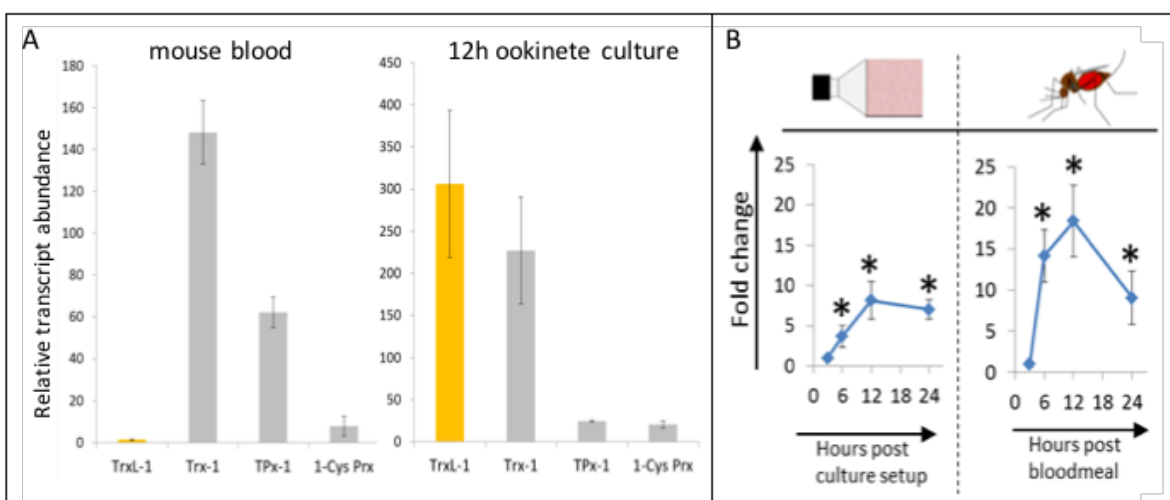 A
mouse blood
12h ookinete culture
Relative transcript abundance
180
160
140
120
100
80
60
40
20
0
TrxL-1 Trx-1 TPx-1 1-Cys Prx
450
400
350
300
250
200
150
100
50
0
TrxL-1 Trx-1 TPx-1 1-Cys Prx
B
Fold change
25
20
15
10
5
0
0 6 12 18 24
* * *
Hours post
culture setup
25
20
15
10
5
0
0 6 12 18 24
* * *
Hours post
bloodmeal